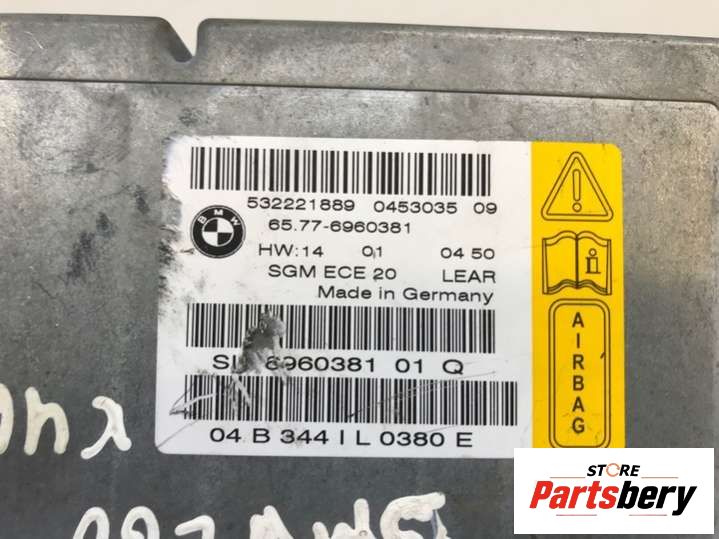 532221889 0453035 09
BMW
65.77-6960381
HW:14 01 04 50
SGM ECE 20 LEAR
Made in Germany
6960381 01 Q
04 B 344 I L 0380 E
AIRBAG
STORE
Partsbery